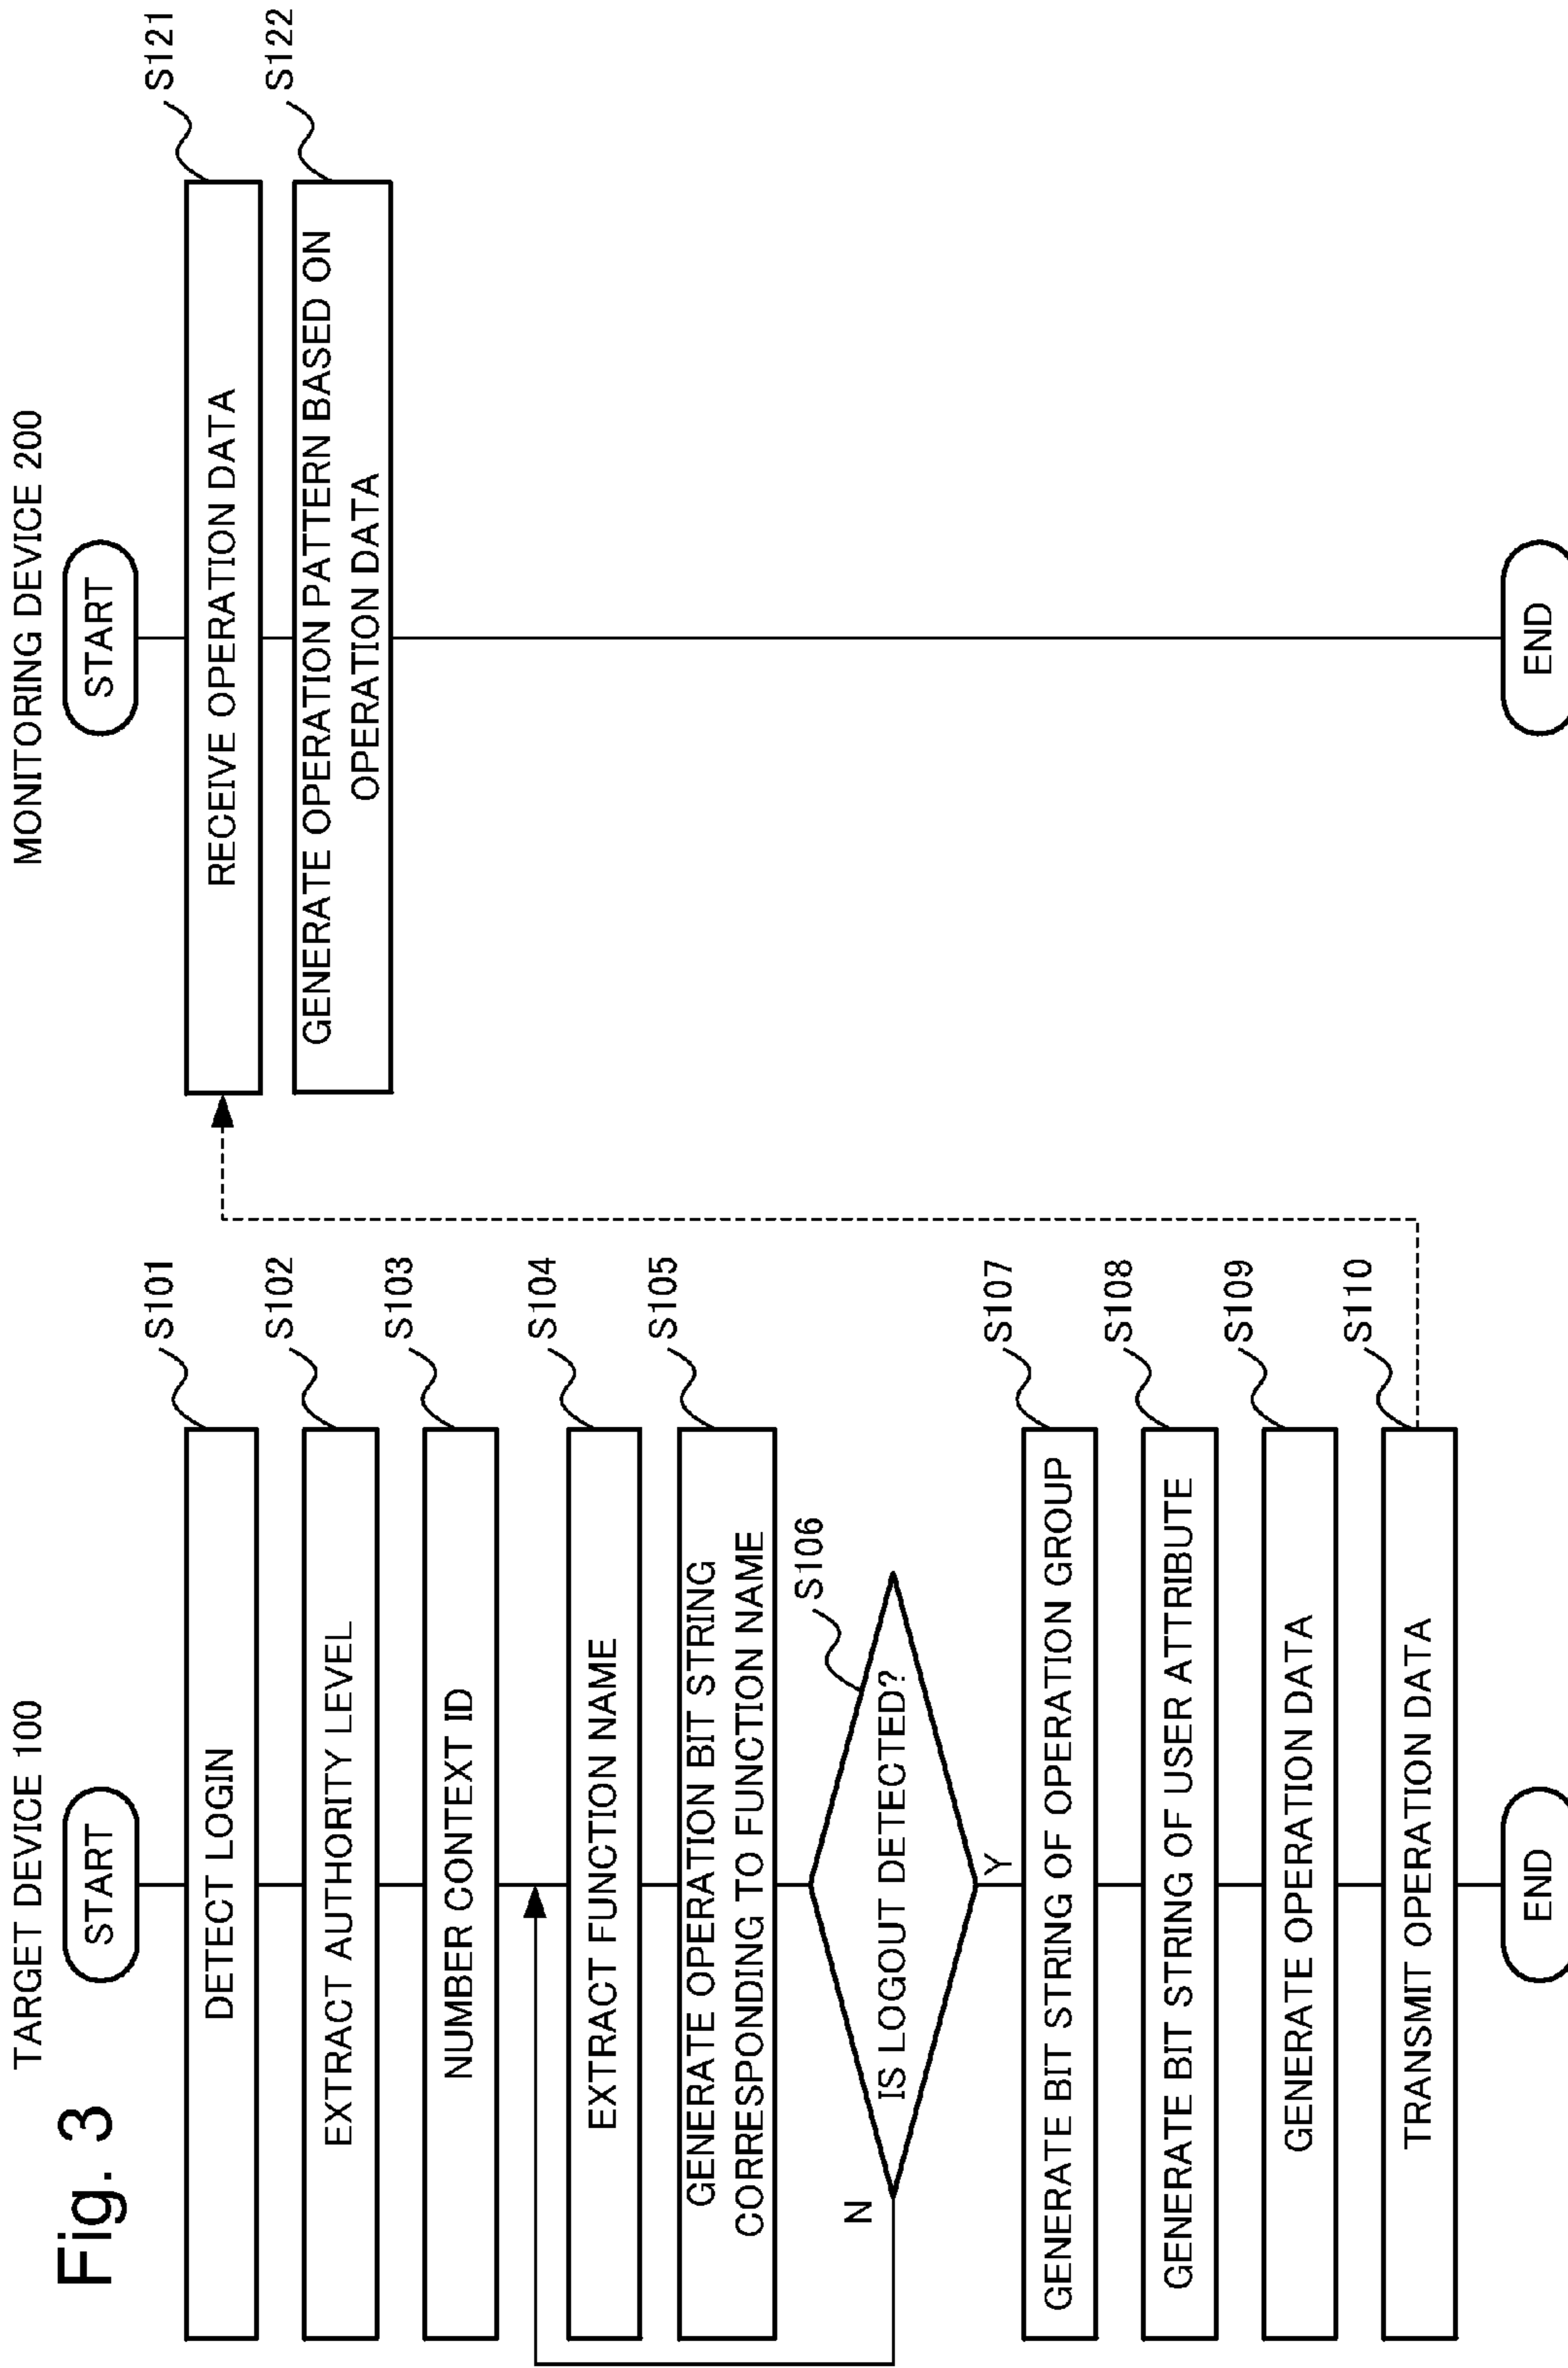 Fig. 3
TARGET DEVICE 100
START
DETECT LOGIN
S101
EXTRACT AUTHORITY LEVEL
S102
NUMBER CONTEXT ID
S103
EXTRACT FUNCTION NAME
S104
GENERATE OPERATION BIT STRING
CORRESPONDING TO FUNCTION NAME
S105
IS LOGOUT DETECTED?
S106
N
Y
GENERATE BIT STRING OF OPERATION GROUP
S107
GENERATE BIT STRING OF USER ATTRIBUTE
S108
GENERATE OPERATION DATA
S109
TRANSMIT OPERATION DATA
S110
END
MONITORING DEVICE 200
START
RECEIVE OPERATION DATA
S121
GENERATE OPERATION PATTERN BASED ON
OPERATION DATA
S122
END